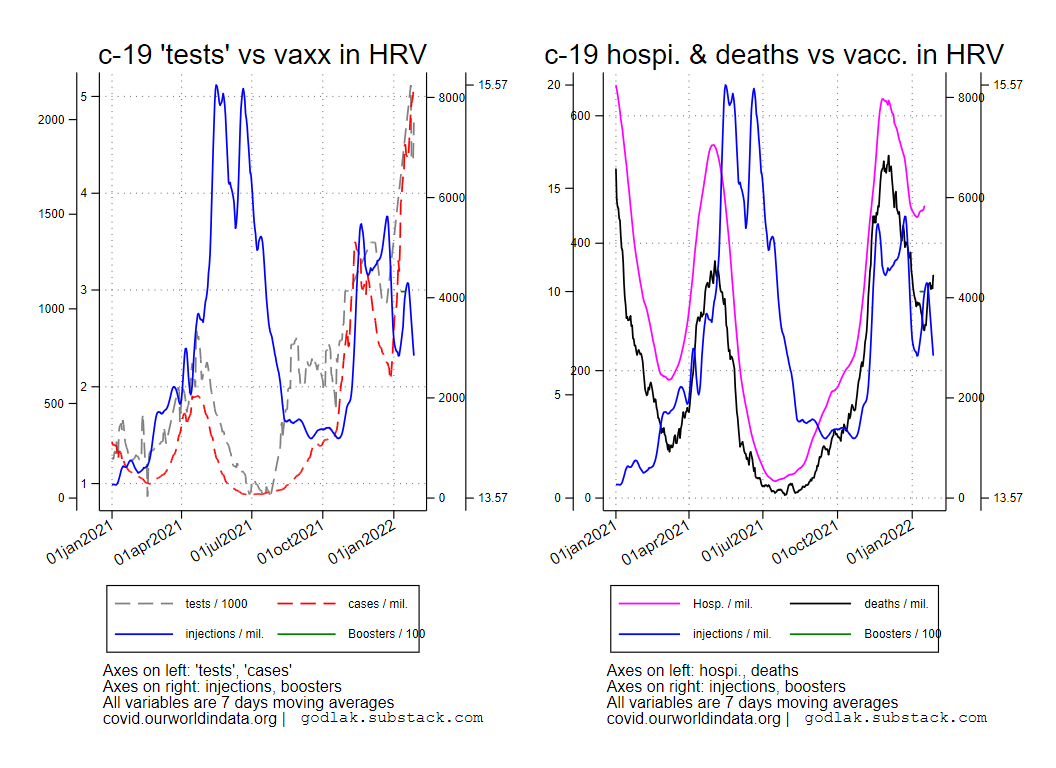 c-19 'tests' vs vaxx in HRV
2000
1500
1000
500
0
5
4
3
2
1
8000
6000
4000
2000
0
15.57
13.57
01jan2021
01apr2021
01jul2021
01oct2021
01jan2022
tests / 1000
cases / mil.
injections / mil.
Boosters / 100
Axes on left: 'tests', 'cases'
Axes on right: injections, boosters
All variables are 7 days moving averages
covid.ourworldindata.org | godlak.substack.com
c-19 hospi. & deaths vs vacc. in HRV
20
15
10
5
0
600
400
200
0
8000
6000
4000
2000
0
15.57
13.57
01jan2021
01apr2021
01jul2021
01oct2021
01jan2022
Hosp. / mil.
deaths / mil.
injections / mil.
Boosters / 100
Axes on left: hospi., deaths
Axes on right: injections, boosters
All variables are 7 days moving averages
covid.ourworldindata.org | godlak.substack.com